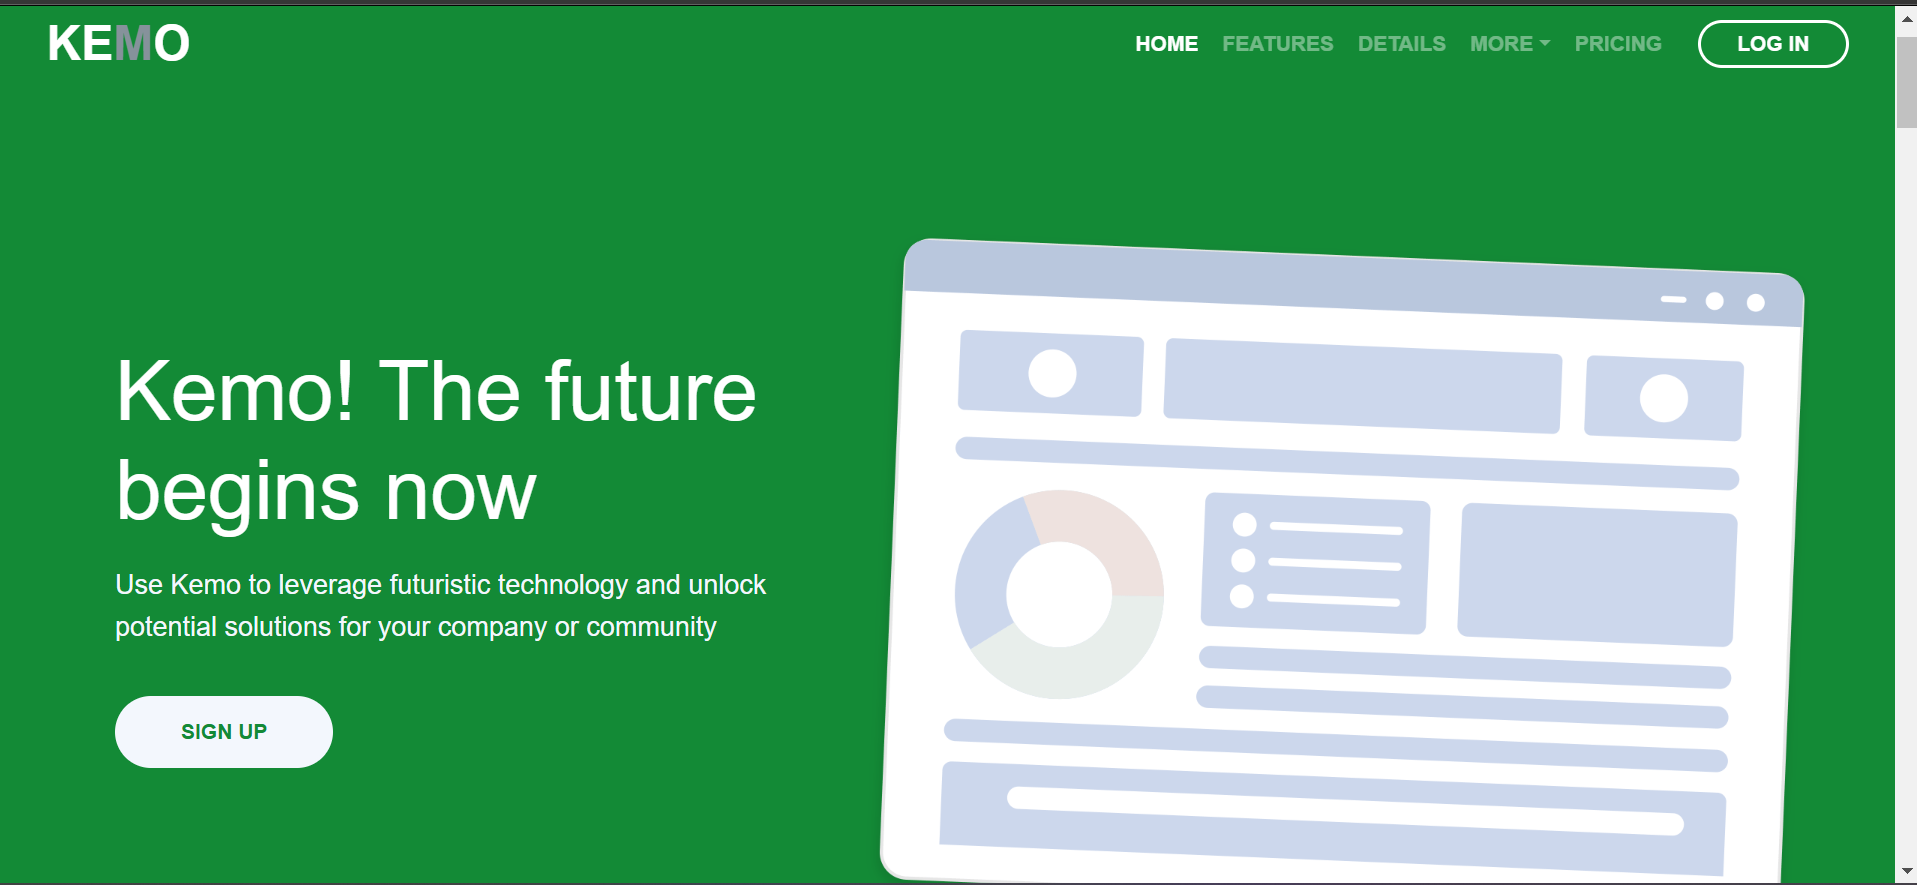 KEMO
HOME FEATURES DETAILS MORE PRICING LOG IN
Kemo! The future
begins now
Use Kemo to leverage futuristic technology and unlock
potential solutions for your company or community
SIGN UP